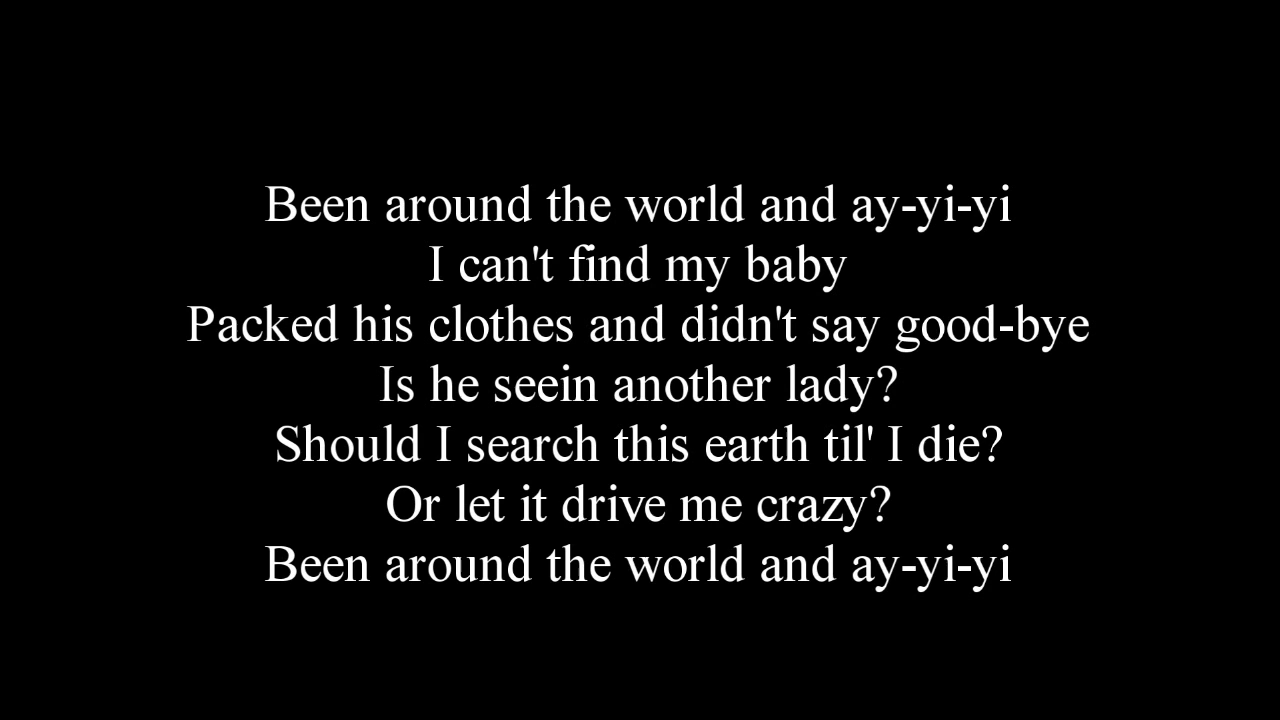 Been around the world and ay-yi-yi
I can't find my baby
Packed his clothes and didn't say good-bye
Is he seein another lady?
Should I search this earth til' I die?
Or let it drive me crazy?
Been around the world and ay-yi-yi